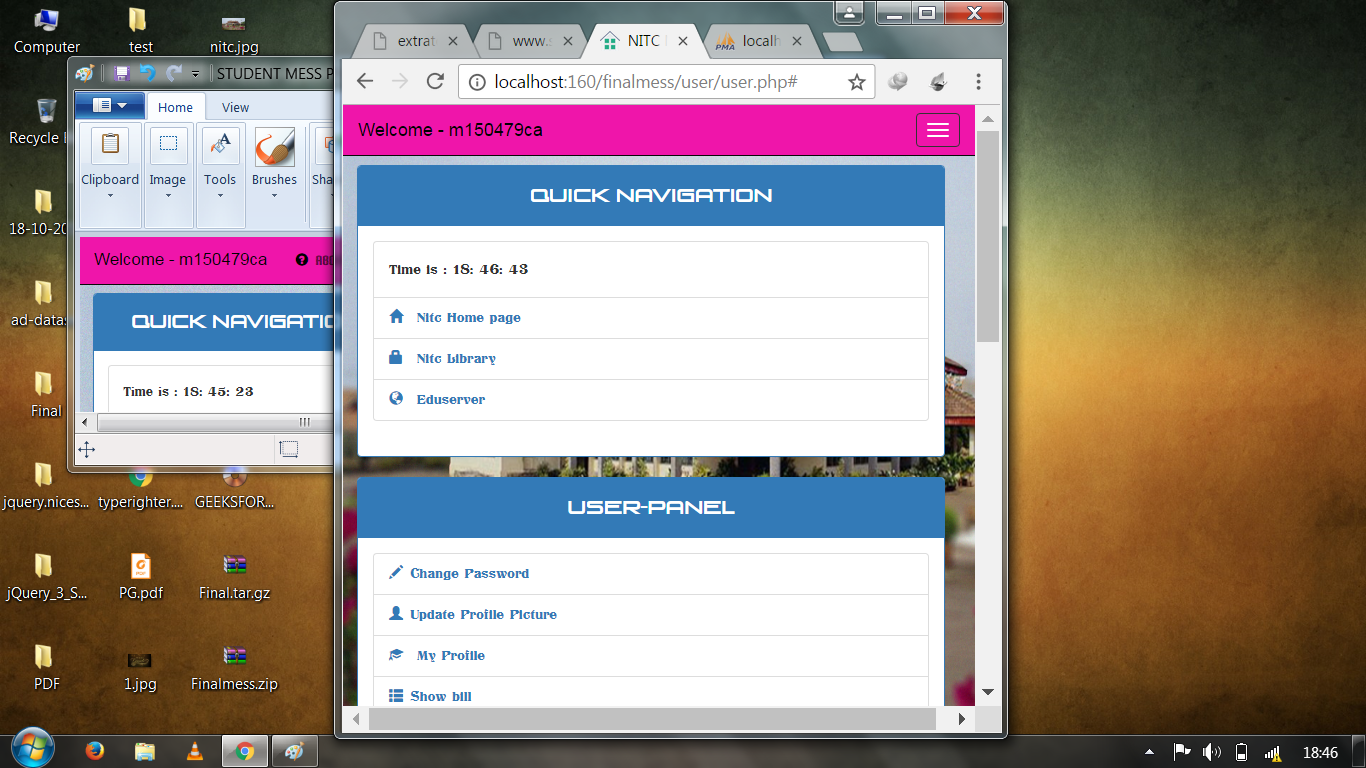 Computer
test
nitc.jpg
Recycle
18-10-20
ad-datas
Final
jquery.nices...
typerighter....
GEEKSFOR...
jQuery_3_S...
PG.pdf
Final.tar.gz
PDF
1.jpg
Finalmess.zip
STUDENT MESS P
Home
View
Clipboard
Image
Tools
Brushes
Sha
Welcome - m150479ca
QUICK NAVIGATIO
Time is : 18: 45: 23
extrat
www.s
NITC
PMA
localh
localhost:160/finalmess/user/user.php#
Welcome - m150479ca
QUICK NAVIGATION
Time is : 18: 46: 43
Nitc Home page
Nitc Library
Eduserver
USER-PANEL
Change Password
Update Profile Picture
My Profile
Show bill
18:46